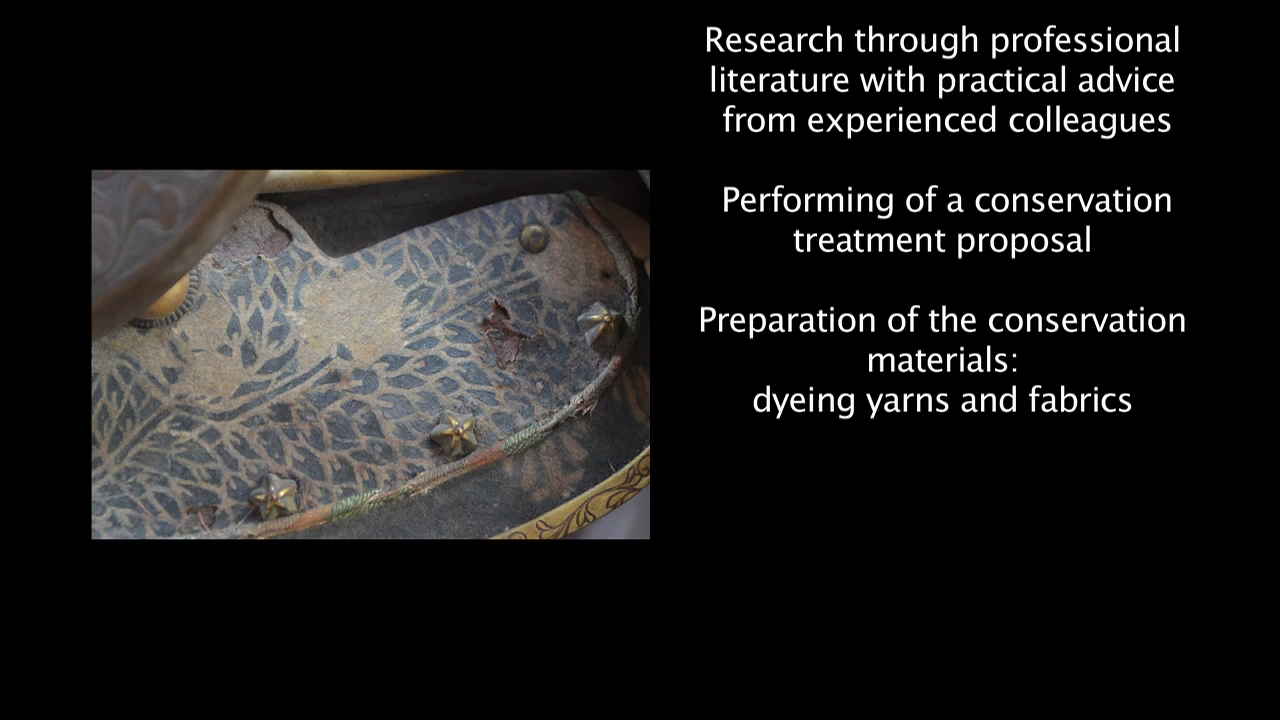 Research through professional
literature with practical advice
from experienced colleagues
Performing of a conservation
treatment proposal
Preparation of the conservation
materials:
dyeing yarns and fabrics